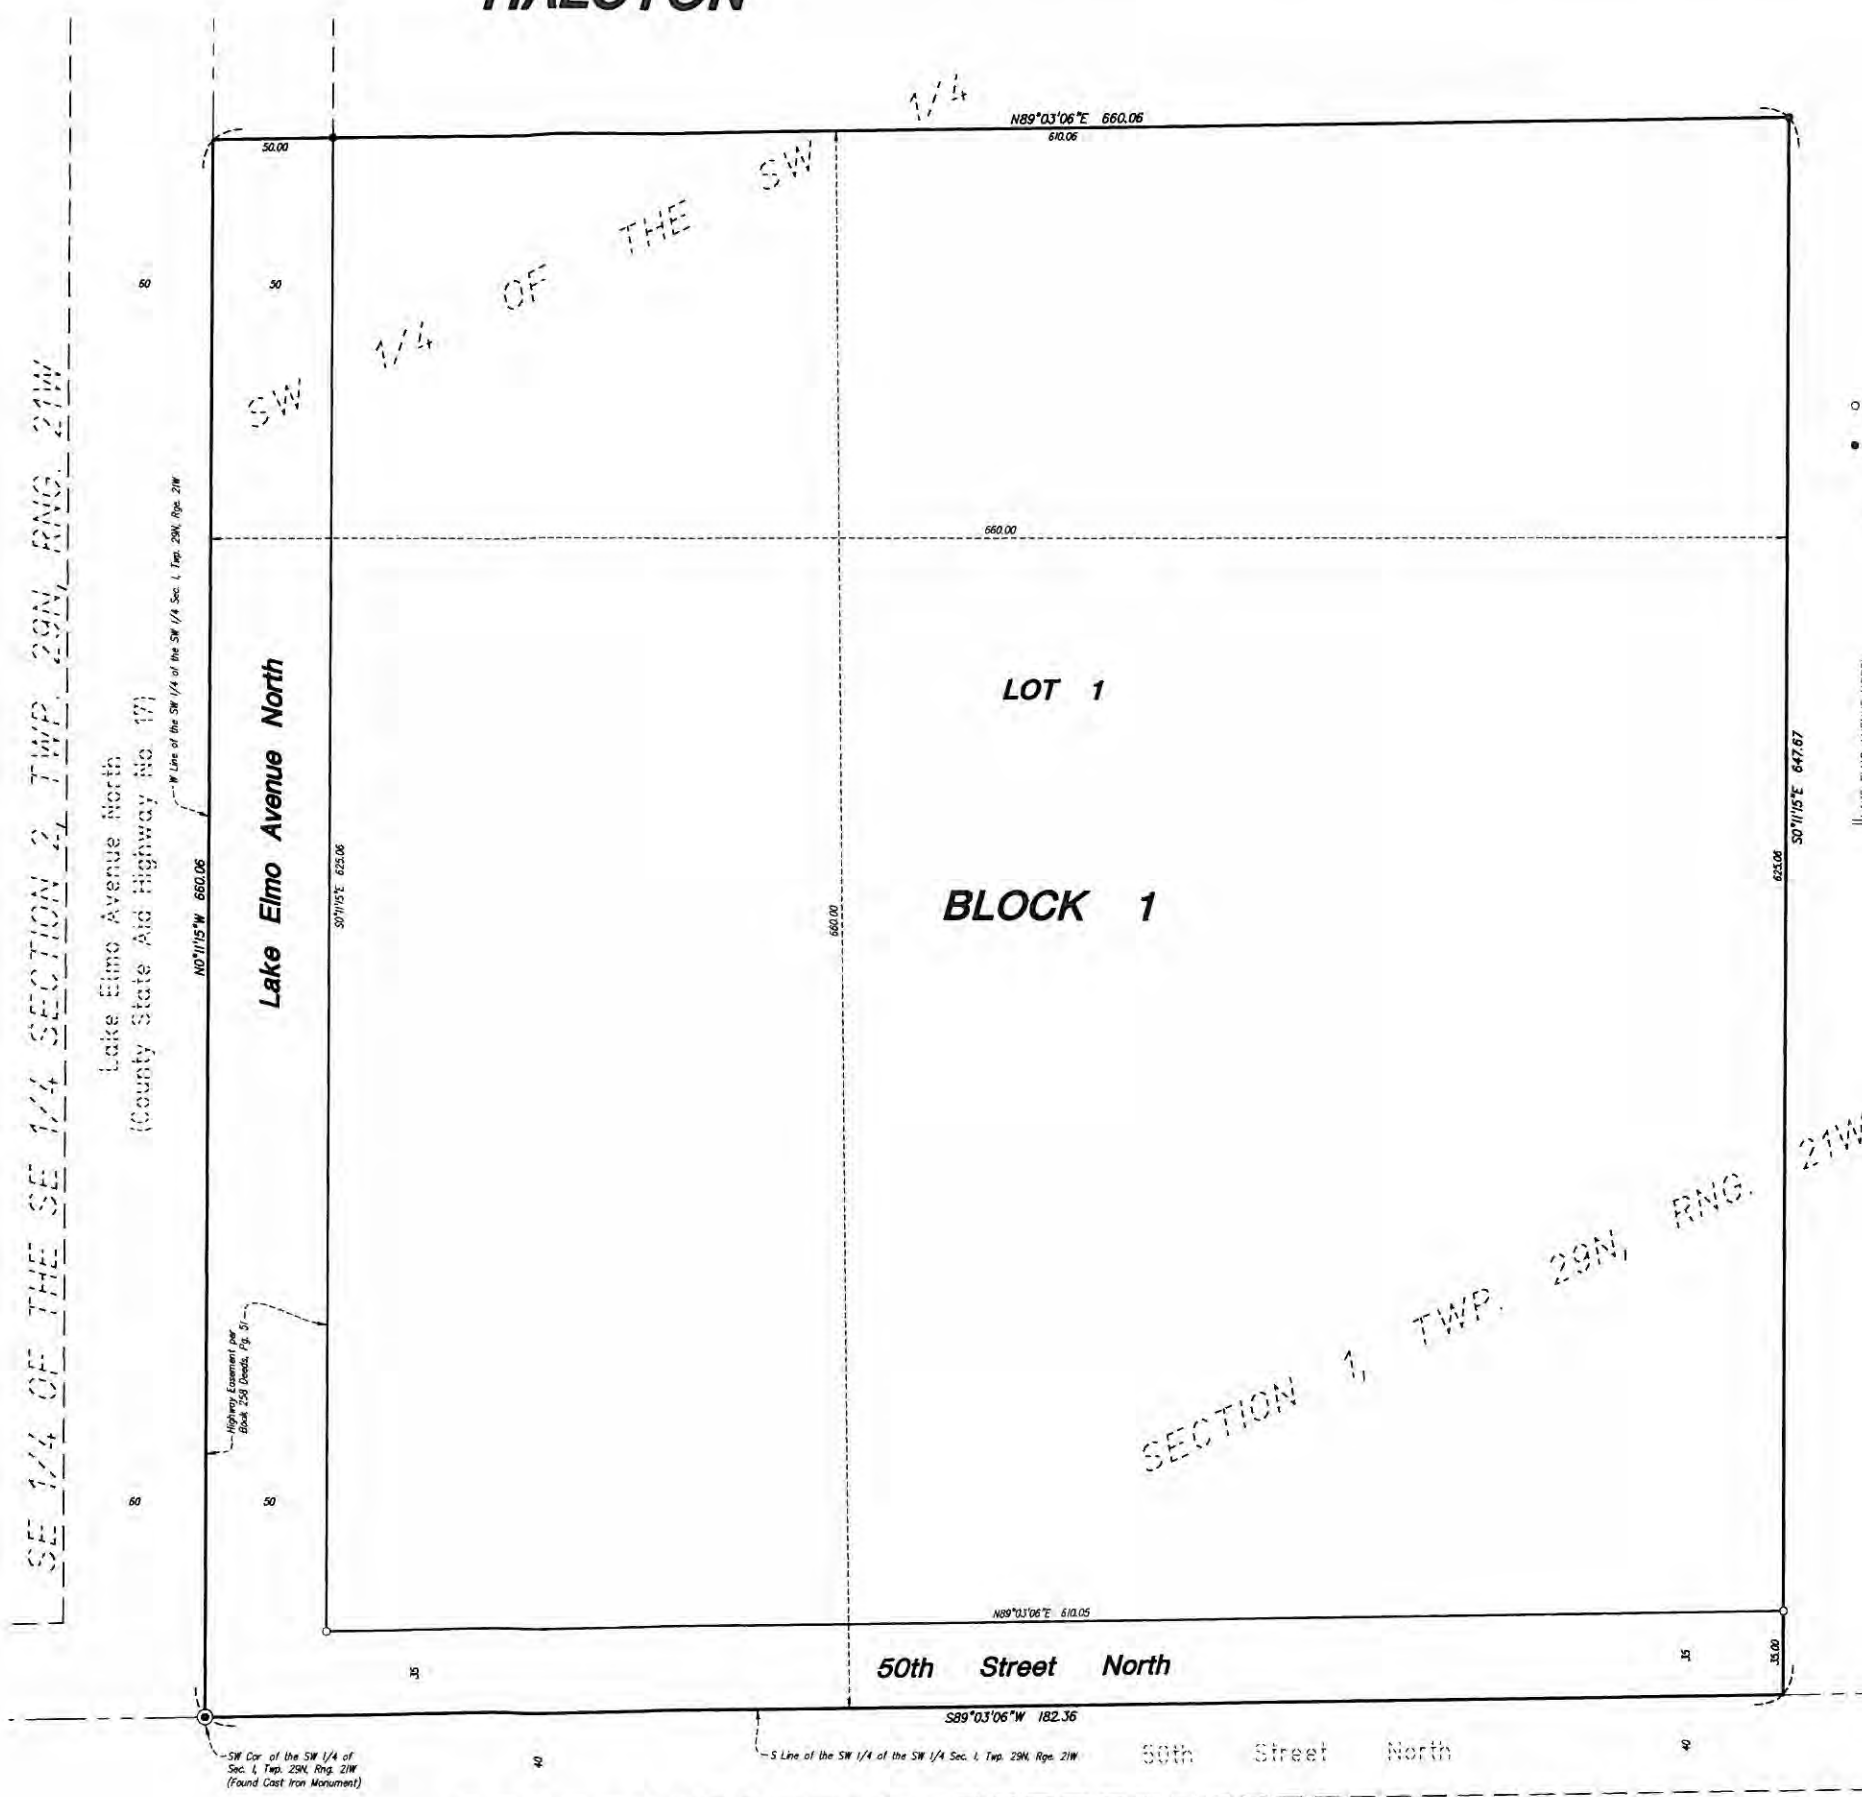 1/4
N89°03'06"E 660.06
610.06
50.00
SW 1/4 OF THE SW
60
50
660.00
SE 1/4 OF THE SE 1/4 SECTION 2, TWP. 29N, RNG. 21W
Lake Elmo Avenue North
(County State Aid Highway No 17)
W Line of the SW 1/4 of the SW 1/4 Sec. 1, Twp. 29N, Rge. 21W
N0°11'15"W 660.06
Lake Elmo Avenue North
S0°11'15"E 625.06
660.00
LOT 1
BLOCK 1
625.06
S0°11'15"E 647.67
SECTION 1, TWP. 29N, RNG. 21W
Highway Easement per
Book 258 Deeds, Pg. 51
60
50
N89°03'06"E 610.05
35
50th Street North
35
35.00
S89°03'06"W 182.36
SW Cor of the SW 1/4 of
Sec. 1, Twp. 29N, Rng. 21W
(Found Cast Iron Monument)
40
S Line of the SW 1/4 of the SW 1/4 Sec. 1, Twp. 29N, Rge. 21W
50th Street North
40